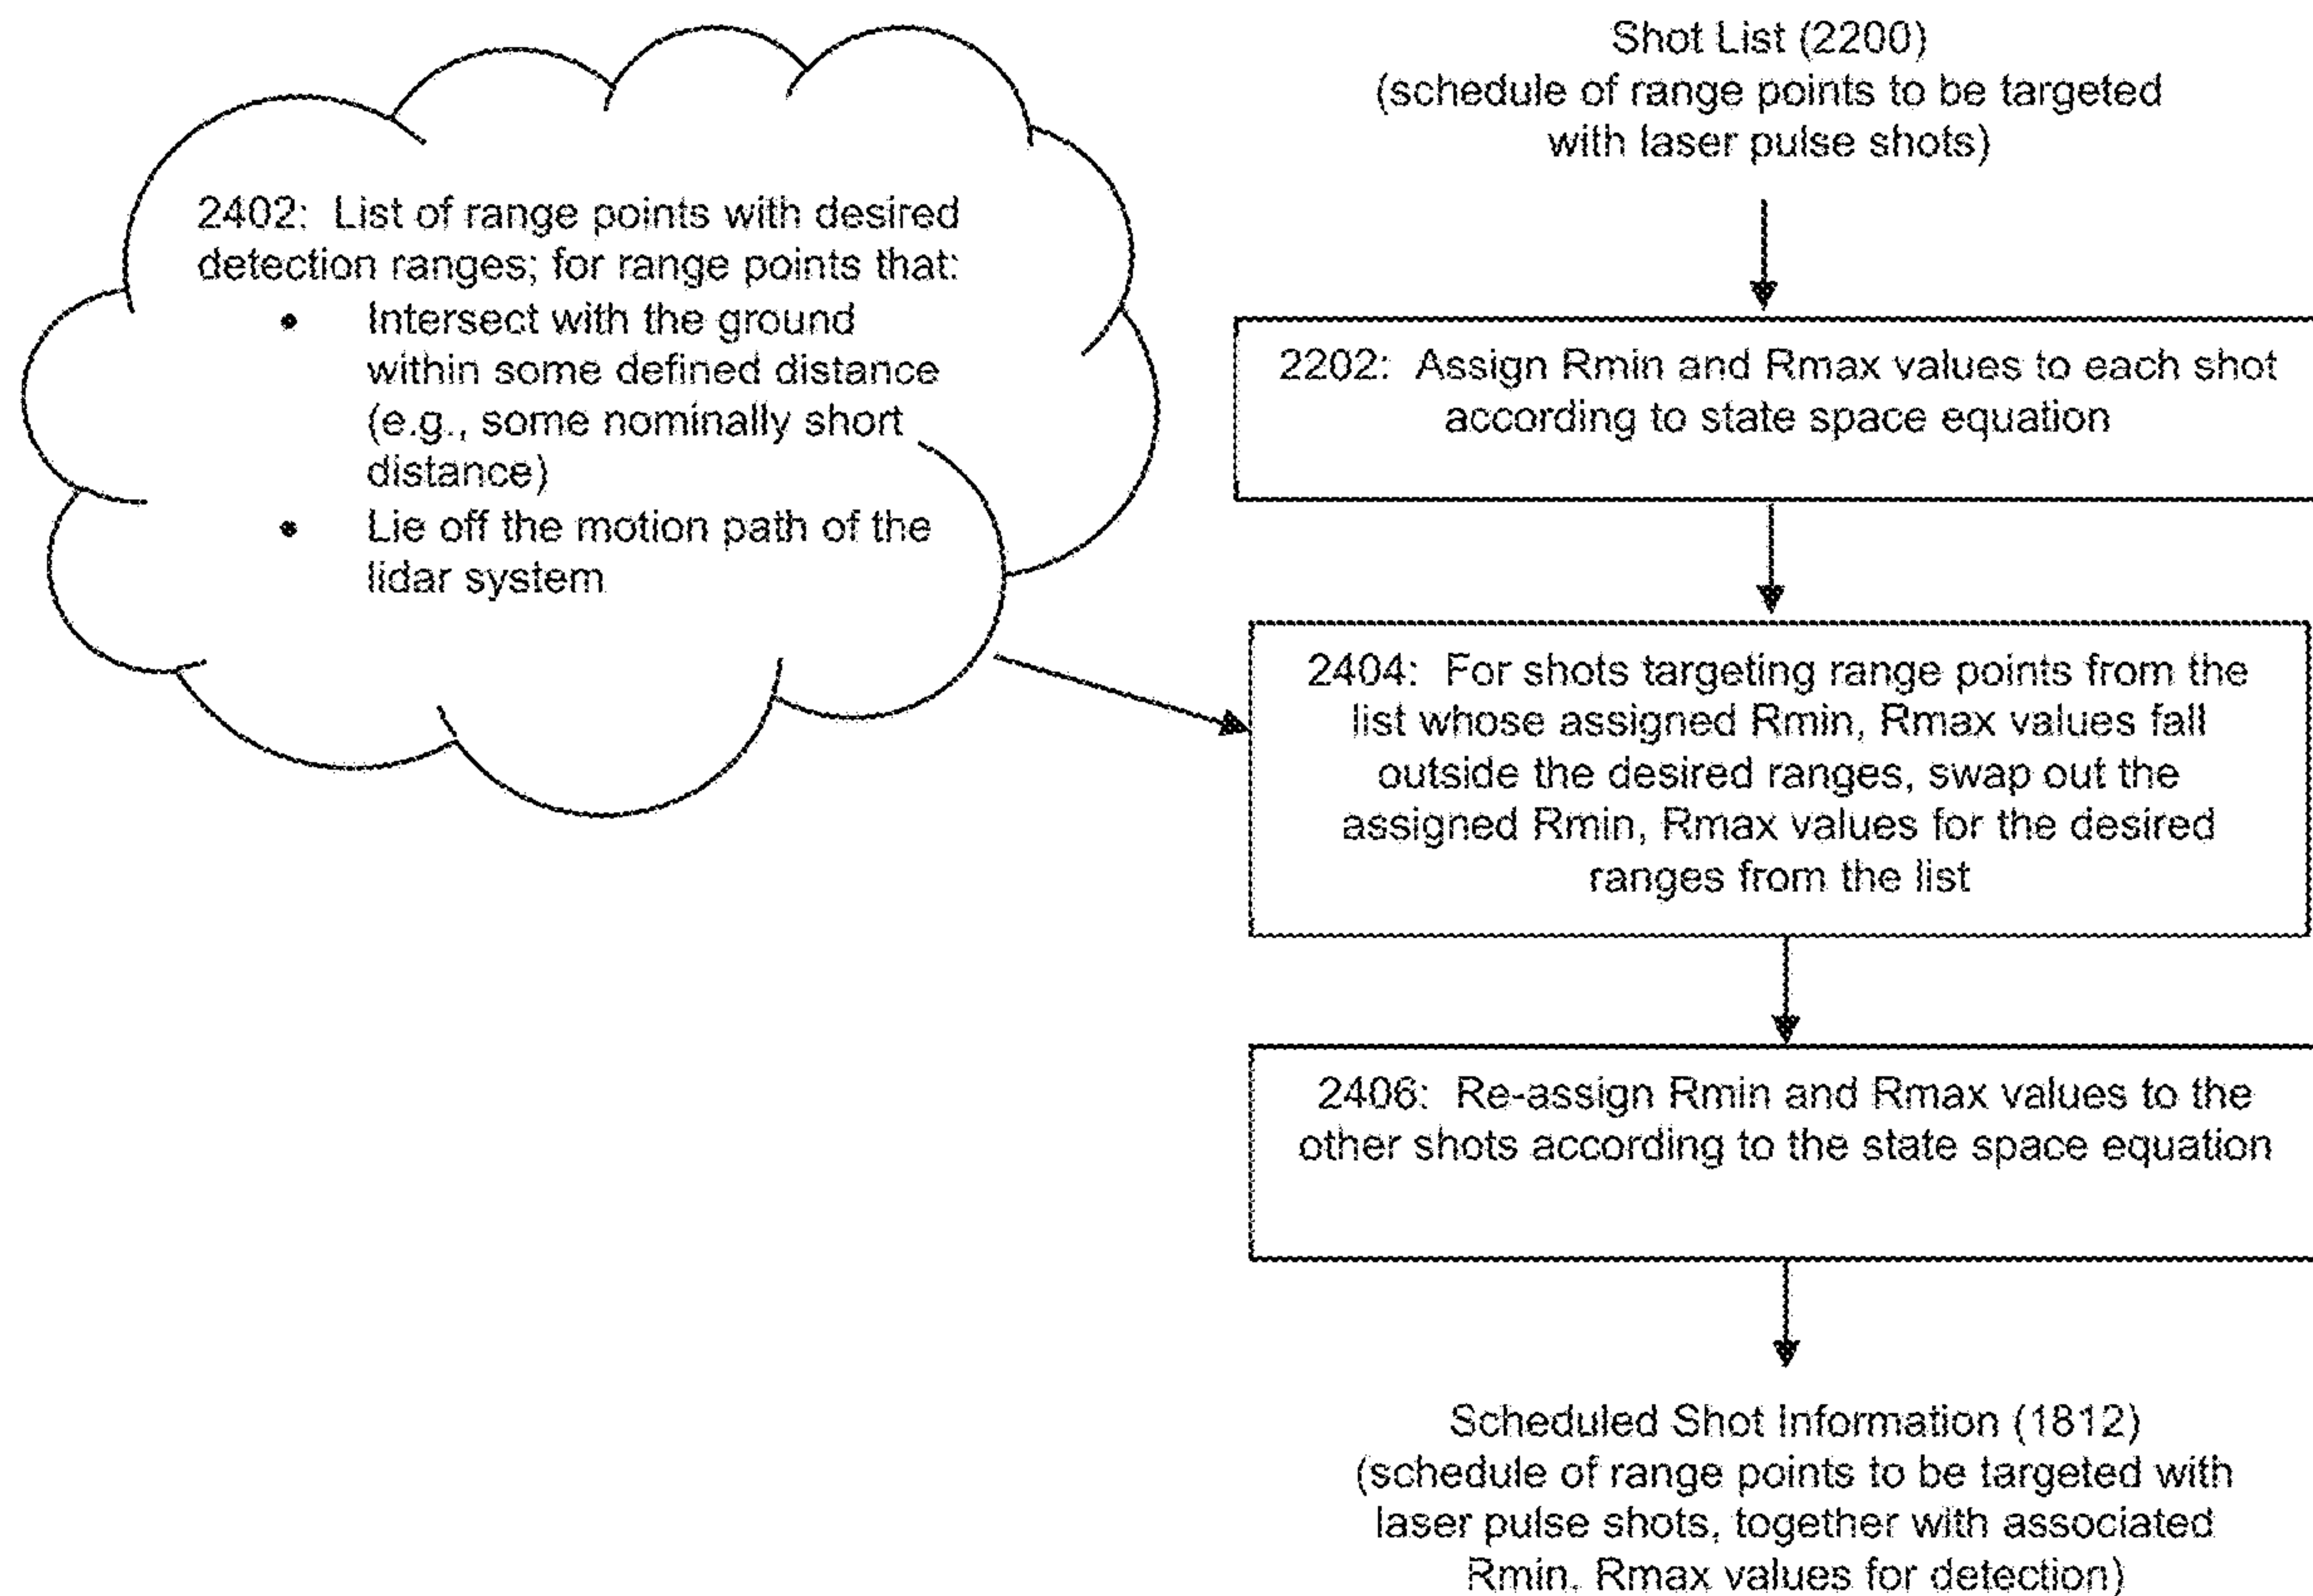 2402: List of range points with desired
detection ranges; for range points that:
• Intersect with the ground
within some defined distance
(e.g., some nominally short
distance)
• Lie off the motion path of the
lidar system
Shot List (2200)
(schedule of range points to be targeted
with laser pulse shots)
2202: Assign Rmin and Rmax values to each shot
according to state space equation
2404: For shots targeting range points from the
list whose assigned Rmin, Rmax values fall
outside the desired ranges, swap out the
assigned Rmin, Rmax values for the desired
ranges from the list
2406: Re-assign Rmin and Rmax values to the
other shots according to the state space equation
Scheduled Shot Information (1812)
(schedule of range points to be targeted with
laser pulse shots, together with associated
Rmin, Rmax values for detection)